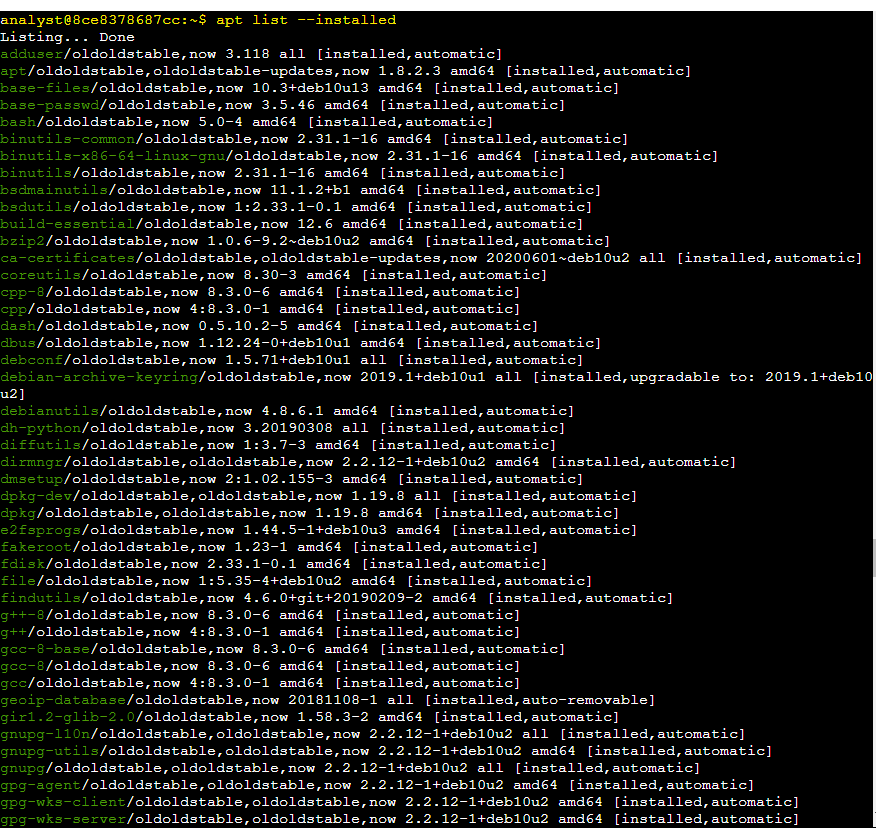 analyst@8ce8378687cc:~$ apt list --installed
Listing... Done
adduser/oldoldstable,now 3.118 all [installed,automatic]
apt/oldoldstable,oldoldstable-updates,now 1.8.2.3 amd64 [installed,automatic]
base-files/oldoldstable,now 10.3+deb10u13 amd64 [installed,automatic]
base-passwd/oldoldstable,now 3.5.46 amd64 [installed,automatic]
bash/oldoldstable,now 5.0-4 amd64 [installed,automatic]
binutils-common/oldoldstable,now 2.31.1-16 amd64 [installed,automatic]
binutils-x86-64-linux-gnu/oldoldstable,now 2.31.1-16 amd64 [installed,automatic]
binutils/oldoldstable,now 2.31.1-16 amd64 [installed,automatic]
bsdmainutils/oldoldstable,now 11.1.2+b1 amd64 [installed,automatic]
bsdutils/oldoldstable,now 1:2.33.1-0.1 amd64 [installed,automatic]
build-essential/oldoldstable,now 12.6 amd64 [installed,automatic]
bzip2/oldoldstable,now 1.0.6-9.2~deb10u2 amd64 [installed,automatic]
ca-certificates/oldoldstable,oldoldstable-updates,now 20200601~deb10u2 all [installed,automatic]
coreutils/oldoldstable,now 8.30-3 amd64 [installed,automatic]
cpp-8/oldoldstable,now 8.3.0-6 amd64 [installed,automatic]
cpp/oldoldstable,now 4:8.3.0-1 amd64 [installed,automatic]
dash/oldoldstable,now 0.5.10.2-5 amd64 [installed,automatic]
dbus/oldoldstable,now 1.12.24-0+deb10u1 amd64 [installed,automatic]
debconf/oldoldstable,now 1.5.71+deb10u1 all [installed,automatic]
debian-archive-keyring/oldoldstable,now 2019.1+deb10u1 all [installed,upgradable to: 2019.1+deb10
u2]
debianutils/oldoldstable,now 4.8.6.1 amd64 [installed,automatic]
dh-python/oldoldstable,now 3.20190308 all [installed,automatic]
diffutils/oldoldstable,now 1:3.7-3 amd64 [installed,automatic]
dirmngr/oldoldstable,oldoldstable,now 2.2.12-1+deb10u2 amd64 [installed,automatic]
dmsetup/oldoldstable,now 2:1.02.155-3 amd64 [installed,automatic]
dpkg-dev/oldoldstable,oldoldstable,now 1.19.8 all [installed,automatic]
dpkg/oldoldstable,oldoldstable,now 1.19.8 amd64 [installed,automatic]
e2fsprogs/oldoldstable,now 1.44.5-1+deb10u3 amd64 [installed,automatic]
fakeroot/oldoldstable,now 1.23-1 amd64 [installed,automatic]
fdisk/oldoldstable,now 2.33.1-0.1 amd64 [installed,automatic]
file/oldoldstable,now 1:5.35-4+deb10u2 amd64 [installed,automatic]
findutils/oldoldstable,now 4.6.0+git+20190209-2 amd64 [installed,automatic]
g++-8/oldoldstable,now 8.3.0-6 amd64 [installed,automatic]
g++/oldoldstable,now 4:8.3.0-1 amd64 [installed,automatic]
gcc-8-base/oldoldstable,now 8.3.0-6 amd64 [installed,automatic]
gcc-8/oldoldstable,now 8.3.0-6 amd64 [installed,automatic]
gcc/oldoldstable,now 4:8.3.0-1 amd64 [installed,automatic]
geoip-database/oldoldstable,now 20181108-1 all [installed,auto-removable]
gir1.2-glib-2.0/oldoldstable,now 1.58.3-2 amd64 [installed,automatic]
gnupg-l10n/oldoldstable,oldoldstable,now 2.2.12-1+deb10u2 all [installed,automatic]
gnupg-utils/oldoldstable,oldoldstable,now 2.2.12-1+deb10u2 amd64 [installed,automatic]
gnupg/oldoldstable,oldoldstable,now 2.2.12-1+deb10u2 all [installed,automatic]
gpg-agent/oldoldstable,oldoldstable,now 2.2.12-1+deb10u2 amd64 [installed,automatic]
gpg-wks-client/oldoldstable,oldoldstable,now 2.2.12-1+deb10u2 amd64 [installed,automatic]
gpg-wks-server/oldoldstable,oldoldstable,now 2.2.12-1+deb10u2 amd64 [installed,automatic]